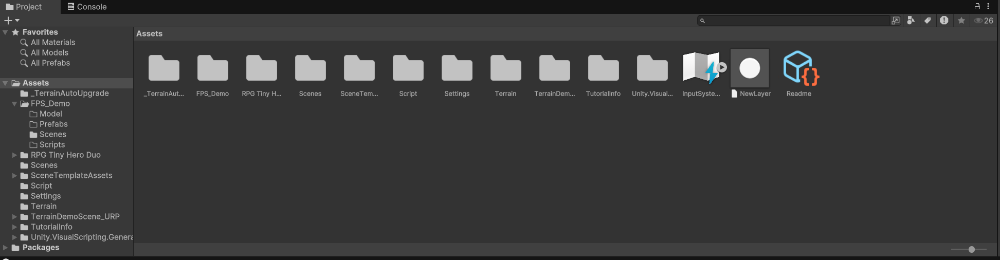 Project
Console
26
Favorites
All Materials
All Models
All Prefabs
Assets
_TerrainAutoUpgrade
FPS_Demo
Model
Prefabs
Scenes
Scripts
RPG Tiny Hero Duo
Scenes
SceneTemplateAssets
Script
Settings
Terrain
TerrainDemoScene_URP
TutorialInfo
Unity.VisualScripting.Genera
Packages
Assets
_TerrainAut...
FPS_Demo
RPG Tiny H...
Scenes
SceneTem...
Script
Settings
Terrain
TerrainDem...
TutorialInfo
Unity.Visual...
InputSyste...
NewLayer
Readme